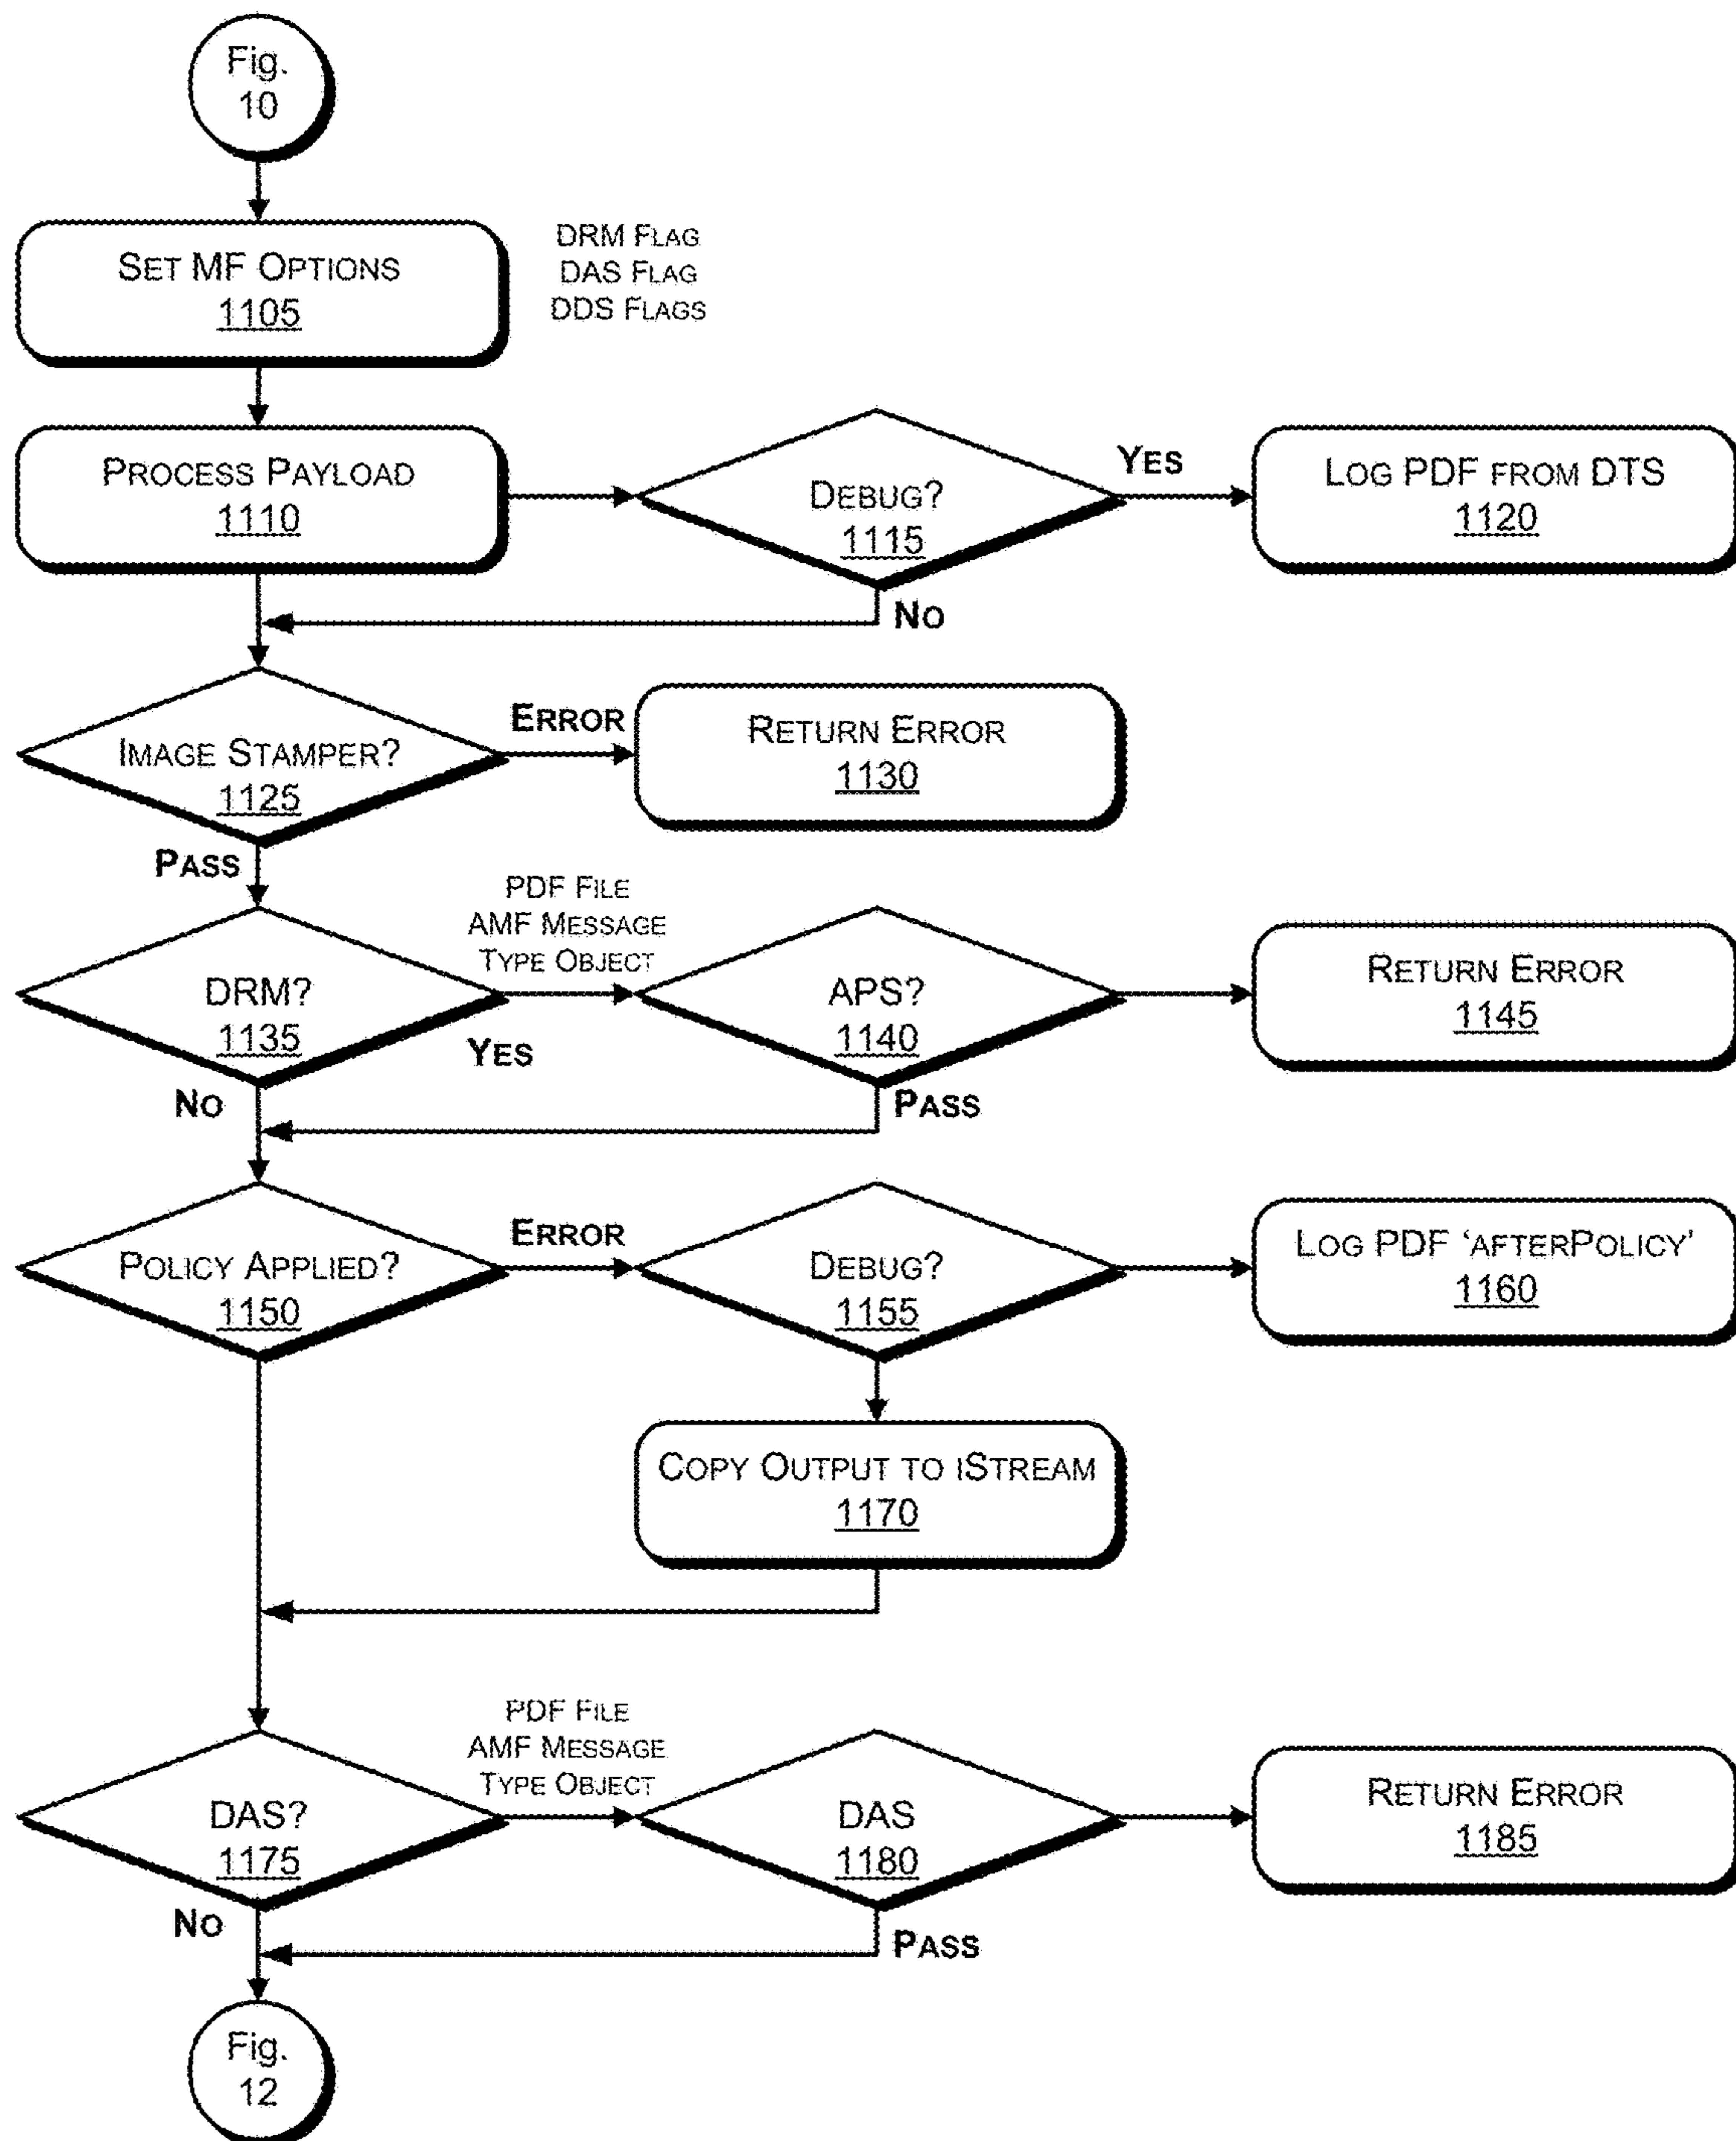 Fig.
10
SET MF OPTIONS
1105
DRM FLAG
DAS FLAG
DDS FLAGS
PROCESS PAYLOAD
1110
DEBUG?
1115
YES
LOG PDF FROM DTS
1120
NO
IMAGE STAMPER?
1125
ERROR
RETURN ERROR
1130
PASS
PDF FILE
AMF MESSAGE
TYPE OBJECT
DRM?
1135
YES
APS?
1140
RETURN ERROR
1145
NO
PASS
POLICY APPLIED?
1150
ERROR
DEBUG?
1155
LOG PDF ‘AFTERPOLICY’
1160
COPY OUTPUT TO ISTREAM
1170
PDF FILE
AMF MESSAGE
TYPE OBJECT
DAS?
1175
DAS
1180
RETURN ERROR
1185
NO
PASS
Fig.
12